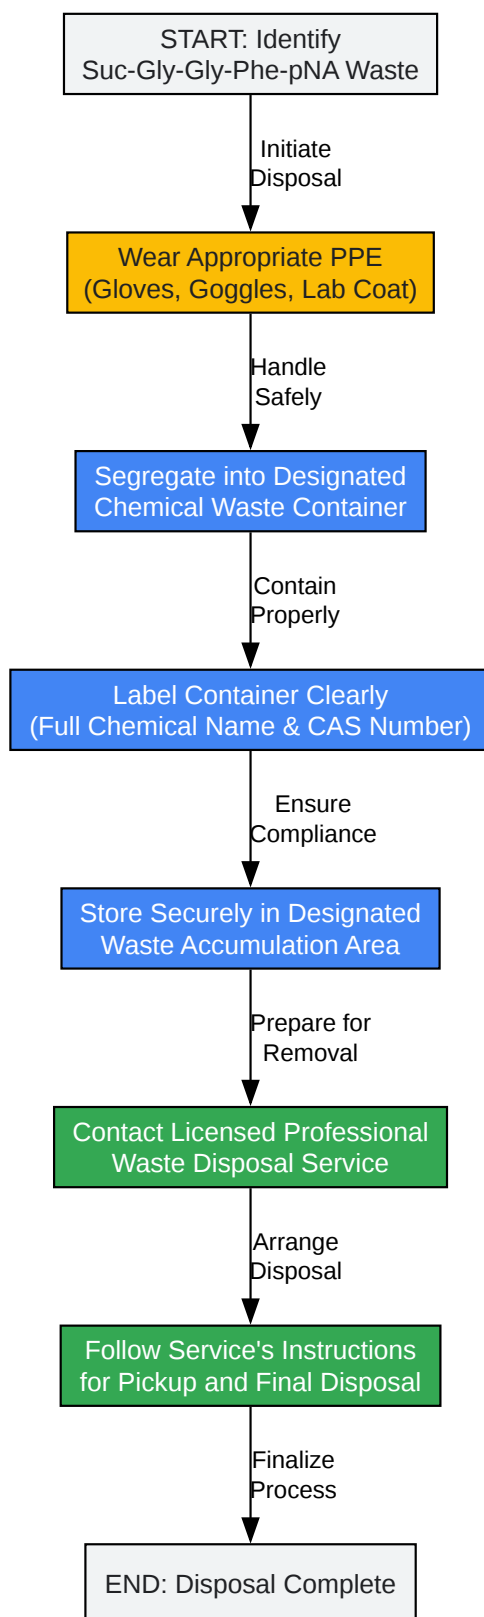 START: Identify
Suc-Gly-Gly-Phe-pNA Waste
Initiate
Disposal
Wear Appropriate PPE
(Gloves, Goggles, Lab Coat)
Handle
Safely
Segregate into Designated
Chemical Waste Container
Contain
Properly
Label Container Clearly
(Full Chemical Name & CAS Number)
Ensure
Compliance
Store Securely in Designated
Waste Accumulation Area
Prepare for
Removal
Contact Licensed Professional
Waste Disposal Service
Arrange
Disposal
Follow Service's Instructions
for Pickup and Final Disposal
Finalize
Process
END: Disposal Complete